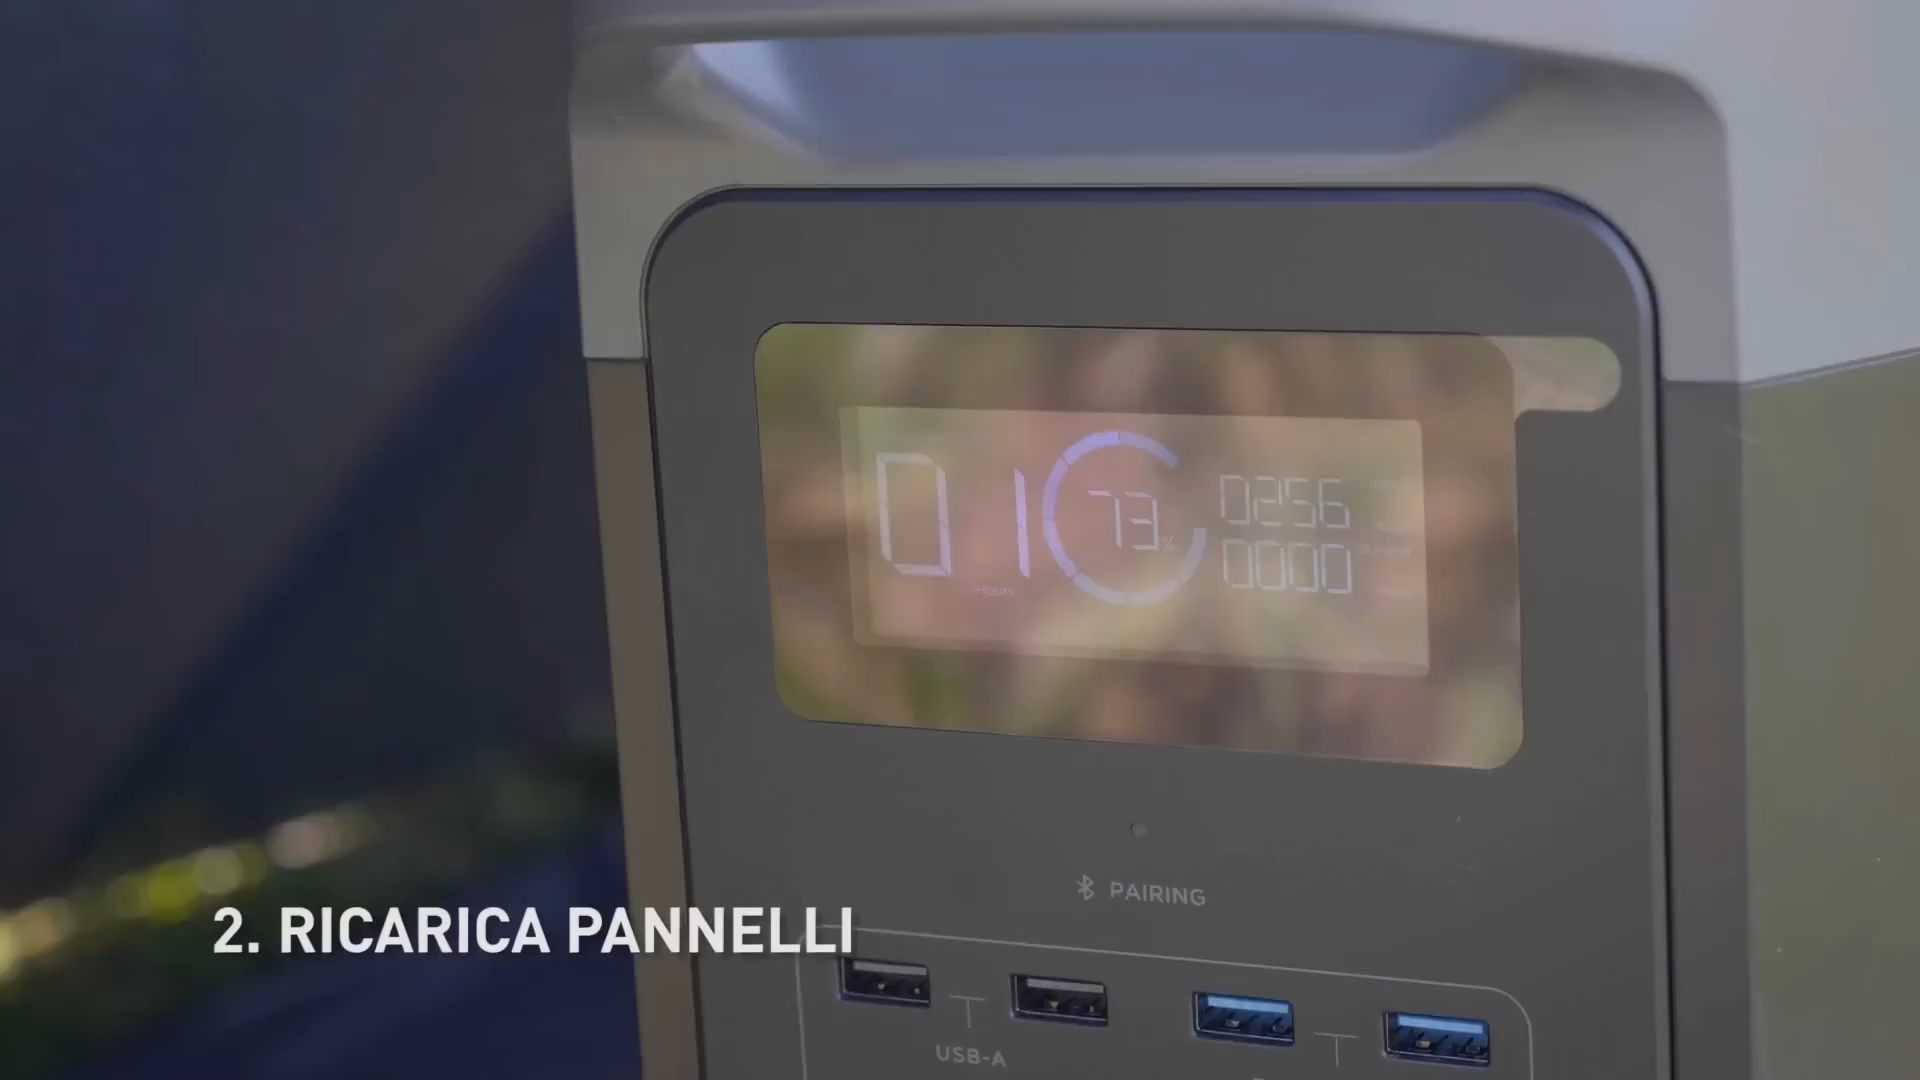 01
Hours
73%
0256
0000
PAIRING
2. RICARICA PANNELLI
USB-A